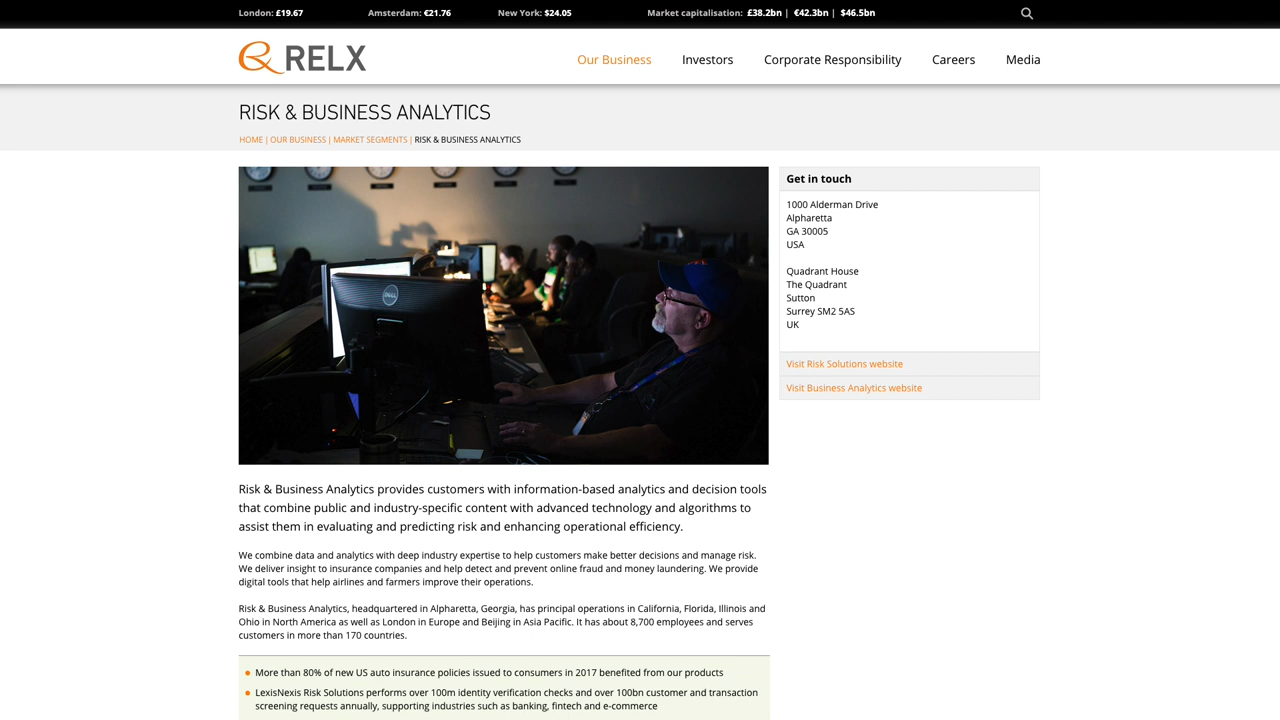 London: £19.67 Amsterdam: €21.76 New York: $24.05 Market capitalisation: £38.2bn | €42.3bn | $46.5bn
RELX
Our Business Investors Corporate Responsibility Careers Media
RISK & BUSINESS ANALYTICS
HOME | OUR BUSINESS | MARKET SEGMENTS | RISK & BUSINESS ANALYTICS
DELL
Get in touch
1000 Alderman Drive
Alpharetta
GA 30005
USA
Quadrant House
The Quadrant
Sutton
Surrey SM2 5AS
UK
Visit Risk Solutions website
Visit Business Analytics website
Risk & Business Analytics provides customers with information-based analytics and decision tools
that combine public and industry-specific content with advanced technology and algorithms to
assist them in evaluating and predicting risk and enhancing operational efficiency.
We combine data and analytics with deep industry expertise to help customers make better decisions and manage risk.
We deliver insight to insurance companies and help detect and prevent online fraud and money laundering. We provide
digital tools that help airlines and farmers improve their operations.
Risk & Business Analytics, headquartered in Alpharetta, Georgia, has principal operations in California, Florida, Illinois and
Ohio in North America as well as London in Europe and Beijing in Asia Pacific. It has about 8,700 employees and serves
customers in more than 170 countries.
More than 80% of new US auto insurance policies issued to consumers in 2017 benefited from our products
LexisNexis Risk Solutions performs over 100m identity verification checks and over 100bn customer and transaction
screening requests annually, supporting industries such as banking, fintech and e-commerce